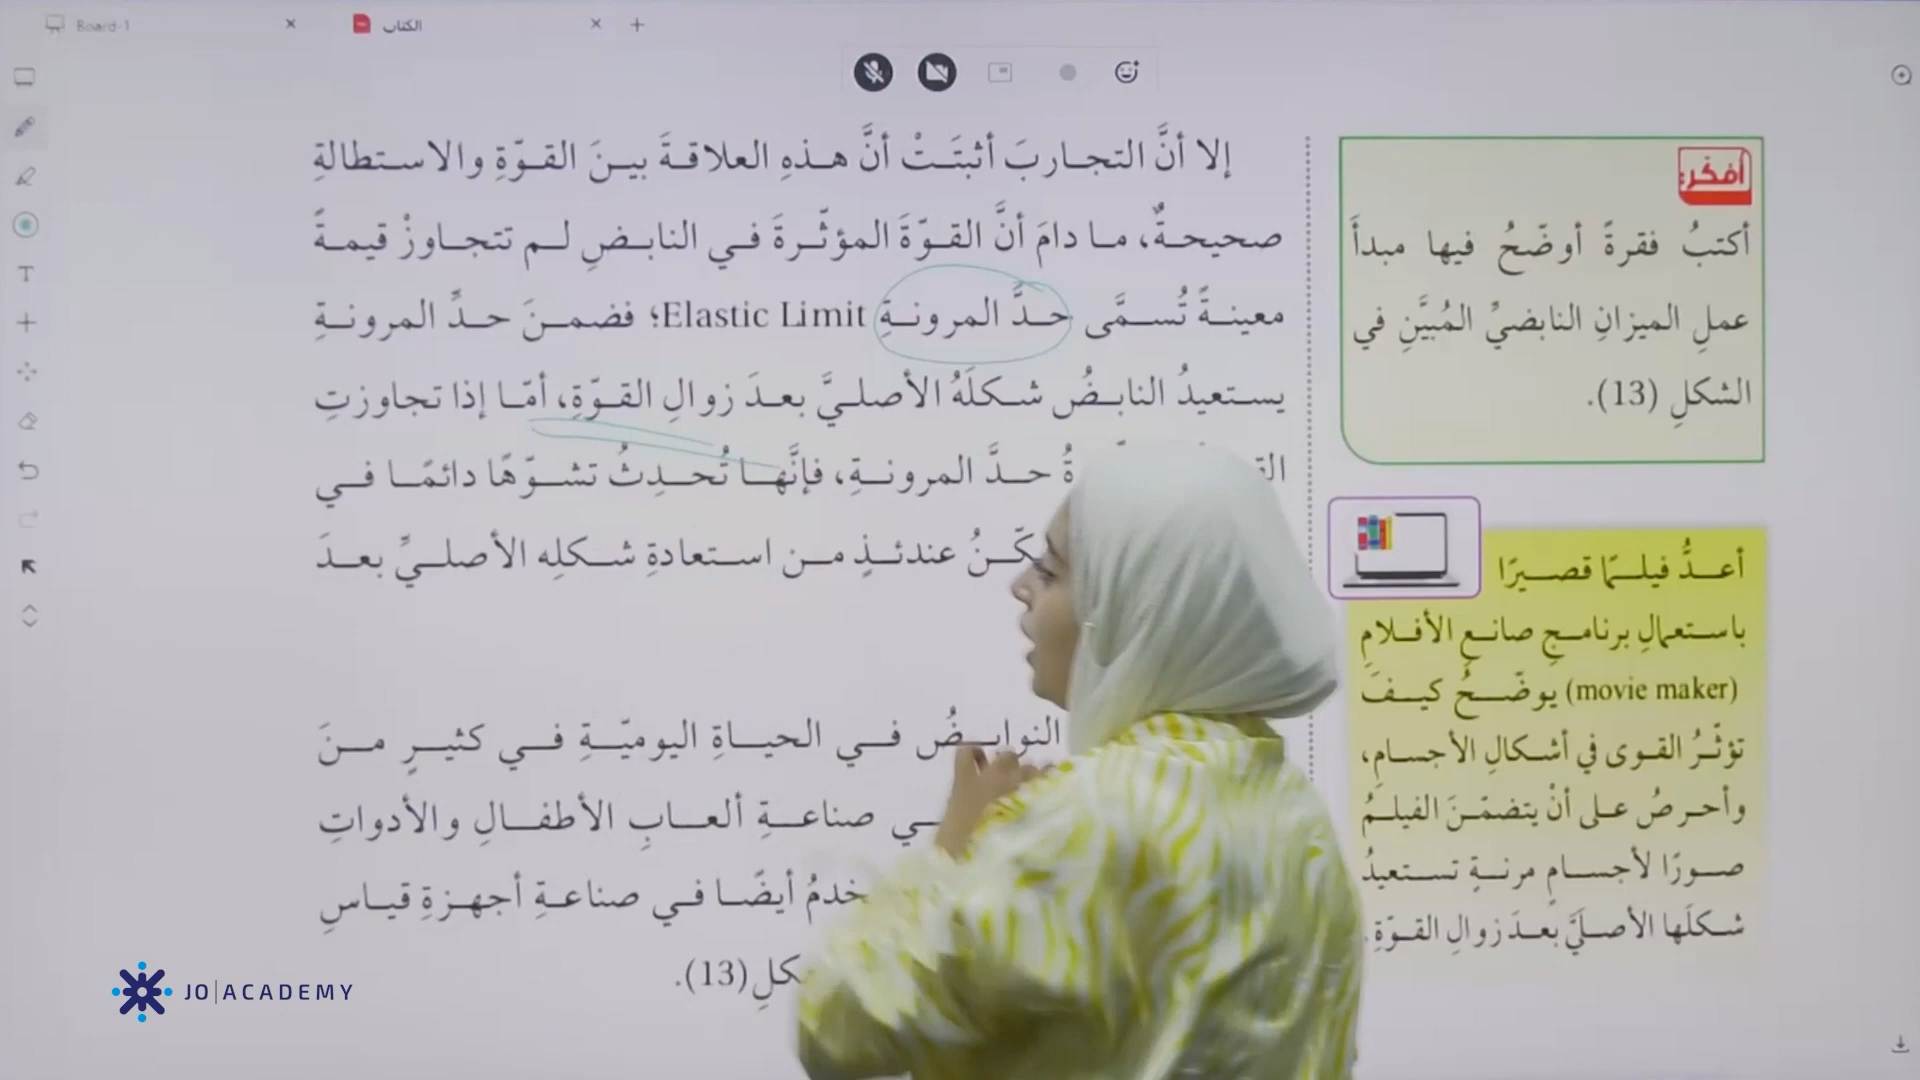 Board-1
الكتاب
إلا أنَّ التجاربَ أثبتَتْ أنَّ هذهِ العلاقةَ بينَ القوّةِ والاستطالةِ
صحيحةٌ، ما دامَ أنَّ القوّةَ المؤثّرةَ في النابضِ لم تتجاوزْ قيمةً
معينةً تُسمَّى حدَّ المرونةِ Elastic Limit؛ فضمنَ حدِّ المرونةِ
يستعيدُ النابضُ شكلَهُ الأصليَّ بعدَ زوالِ القوّةِ، أمّا إذا تجاوزتِ
حدَّ المرونةِ، فإنَّها تُحدِثُ تشوّهًا دائمًا في
عندئذٍ من استعادةِ شكلِه الأصليِّ بعدَ
النوابضُ في الحياةِ اليوميّةِ في كثيرٍ منَ
صناعةِ ألعابِ الأطفالِ والأدواتِ
أيضًا في صناعةِ أجهزةِ قياسِ
(13).
أفكّر:
أكتبُ فقرةً أوضّحُ فيها مبدأَ
عملِ الميزانِ النابضيِّ المُبيَّنِ في
الشكلِ (13).
أعدُّ فيلمًا قصيرًا
باستعمالِ برنامجِ صانعِ الأفلامِ
(movie maker) يوضّحُ كيفَ
تؤثّرُ القوى في أشكالِ الأجسامِ،
وأحرصُ على أنْ يتضمّنَ الفيلمُ
صورًا لأجسامٍ مرنةٍ تستعيدُ
شكلَها الأصليَّ بعدَ زوالِ القوّةِ.
JO|ACADEMY